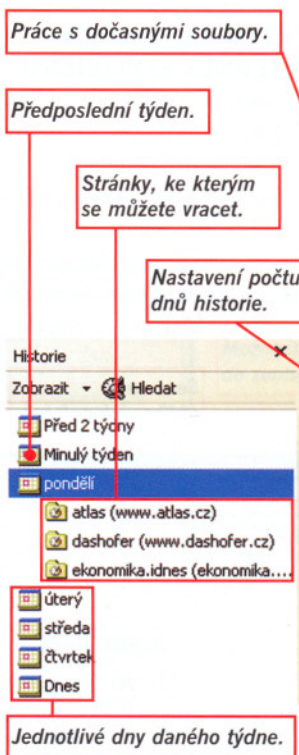 Práce s dočasnými soubory.
Předposlední týden.
Stránky, ke kterým
se můžete vracet.
Nastavení počtu
dnů historie.
Historie
Zobrazit Hledat
Před 2 týdny
Minulý týden
pondělí
atlas (www.atlas.cz)
dashofer (www.dashofer.cz)
ekonomika.idnes (ekonomika....
úterý
středa
čtvrtek
Dnes
Jednotlivé dny daného týdne.